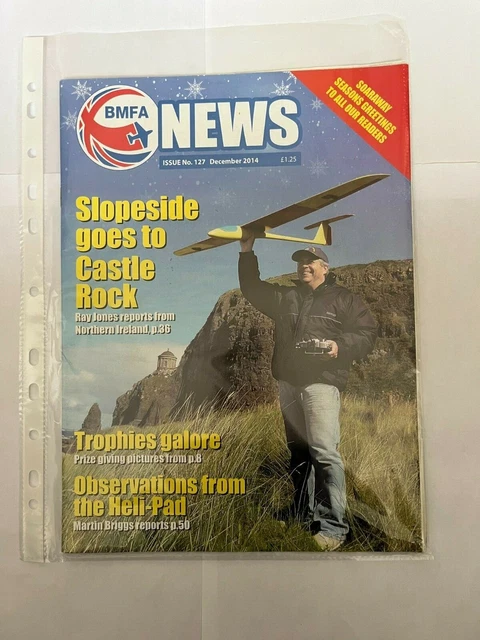 BMFA
NEWS
ISSUE No. 127 December 2014 £1.25
SOARAWAY
SEASONS GREETINGS
TO ALL OUR READERS
Slopeside
goes to
Castle
Rock
Ray Jones reports from
Northern Ireland, p.36
Trophies galore
Prize giving pictures from p.8
Observations from
the Heli-Pad
Martin Briggs reports p.50